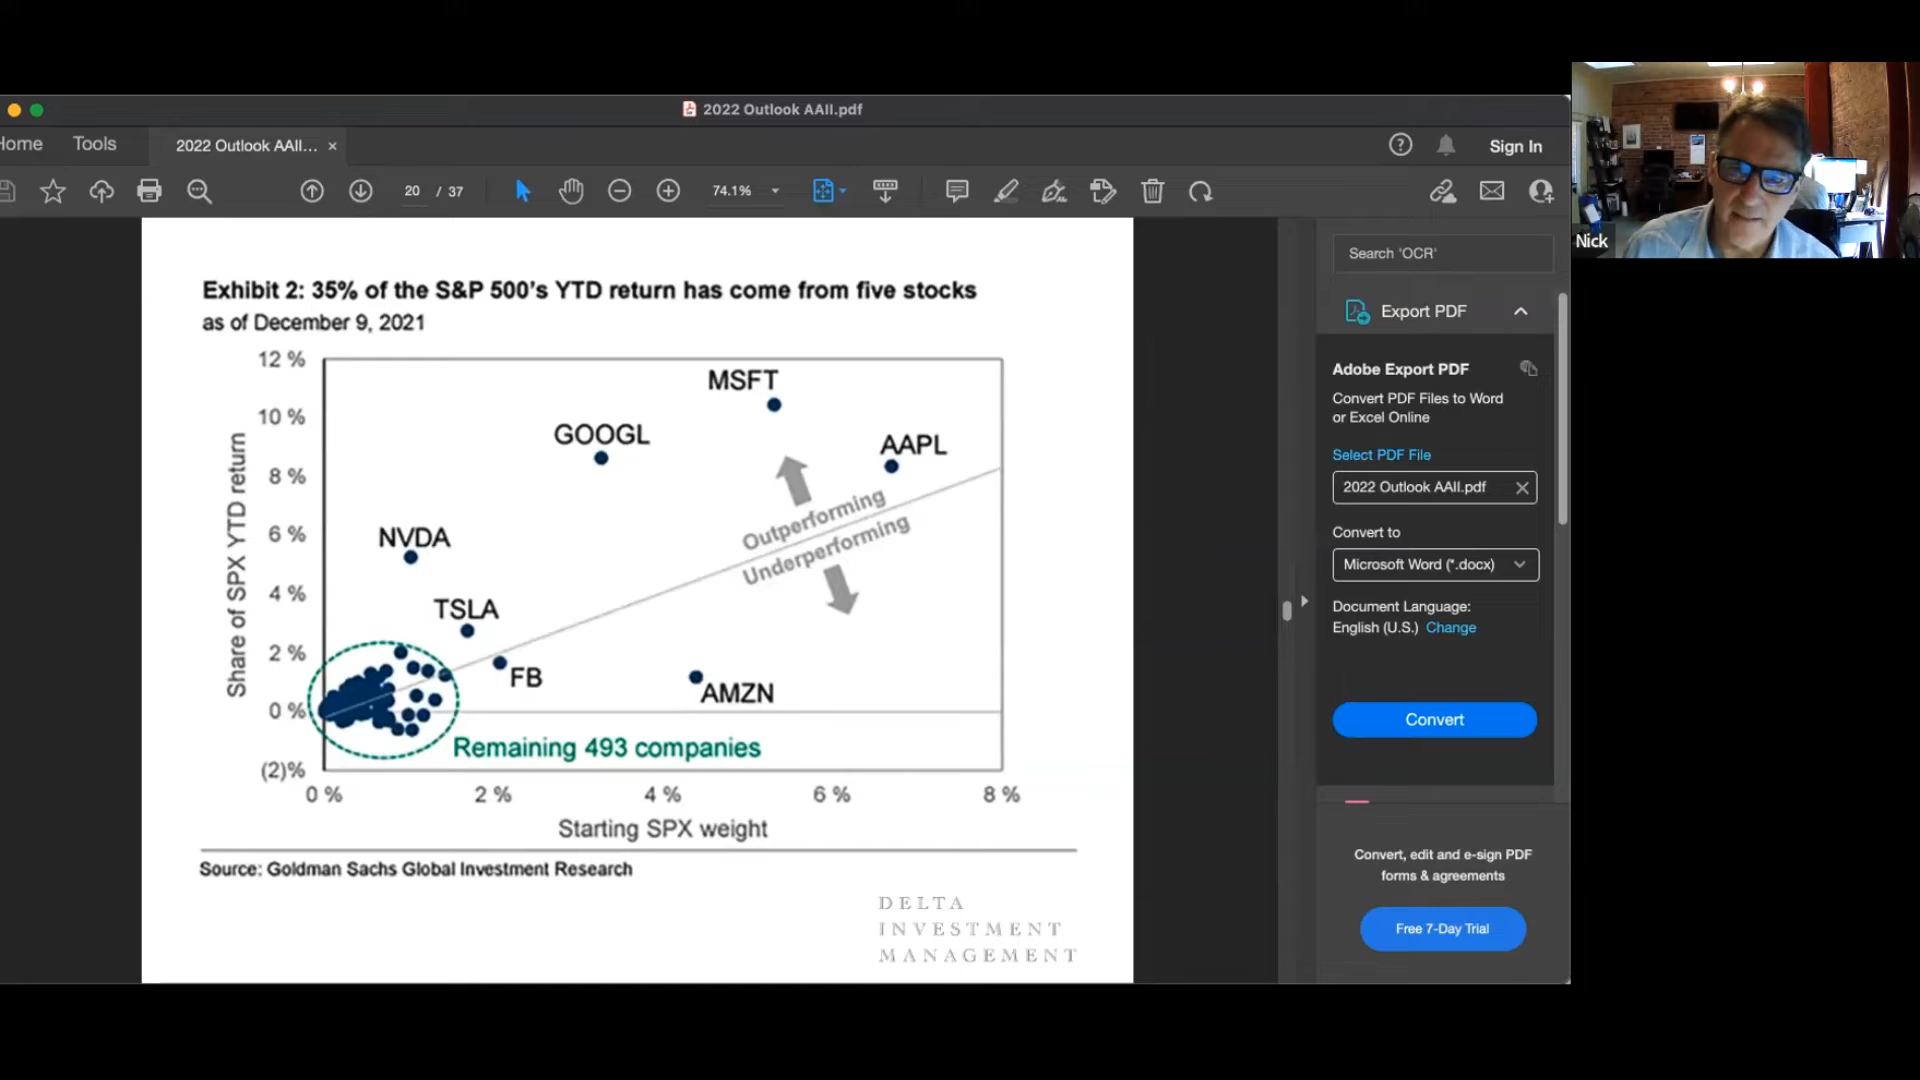 2022 Outlook AAII.pdf
Home
Tools
2022 Outlook AAII...
Sign In
20 / 37
74.1%
Nick
Search 'OCR'
Export PDF
Adobe Export PDF
Convert PDF Files to Word
or Excel Online
Select PDF File
2022 Outlook AAII.pdf
Convert to
Microsoft Word (*.docx)
Document Language:
English (U.S.) Change
Convert
Convert, edit and e-sign PDF
forms & agreements
Free 7-Day Trial
Exhibit 2: 35% of the S&P 500's YTD return has come from five stocks
as of December 9, 2021
Share of SPX YTD return
12 %
10 %
8 %
6 %
4 %
2 %
0 %
(2)%
MSFT
GOOGL
AAPL
NVDA
TSLA
FB
AMZN
Outperforming
Underperforming
Remaining 493 companies
0 %
2 %
4 %
6 %
8 %
Starting SPX weight
Source: Goldman Sachs Global Investment Research
DELTA
INVESTMENT
MANAGEMENT